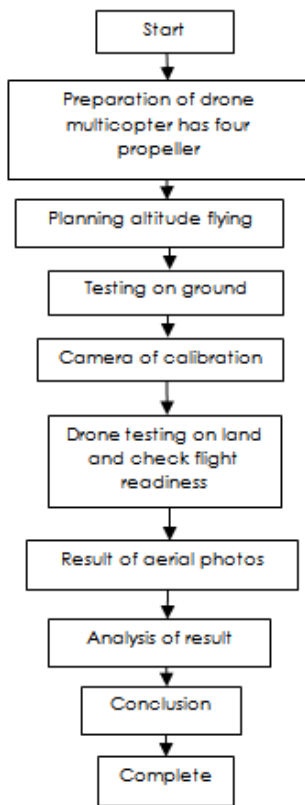 Start
Preparation of drone
multicopter has four
propeller
Planning altitude flying
Testing on ground
Camera of calibration
Drone testing on land
and check flight
readiness
Result of aerial photos
Analysis of result
Conclusion
Complete